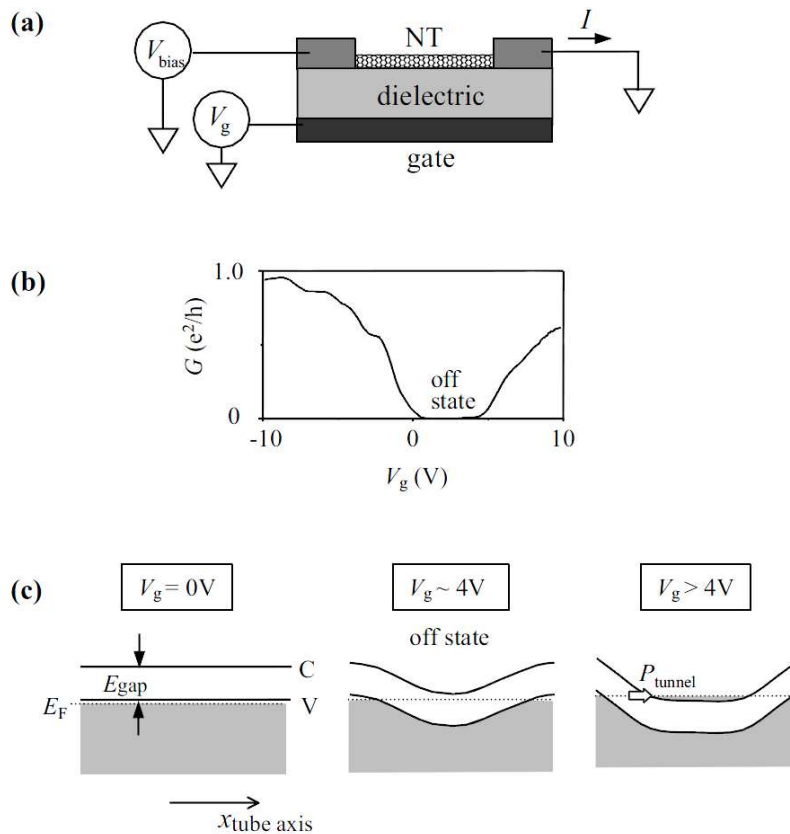 (a)
NT
I
V_bias
dielectric
V_g
gate
(b)
1.0
G (e²/h)
off
state
0
-10
0
10
V_g (V)
(c)
V_g = 0V
V_g ~ 4V
V_g > 4V
off state
C
P_tunnel
E_gap
E_F
V
x_tube axis